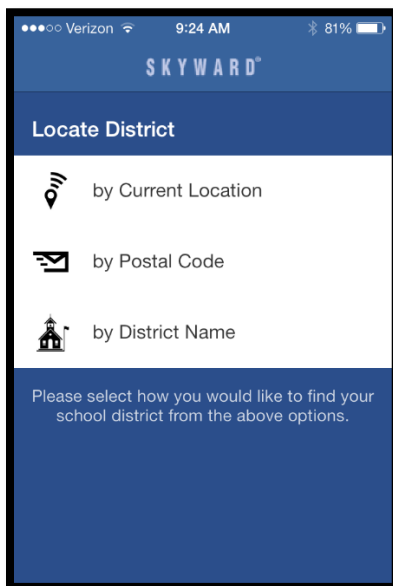 Verizon 9:24 AM 81%
SKYWARD®
Locate District
by Current Location
by Postal Code
by District Name
Please select how you would like to find your
school district from the above options.